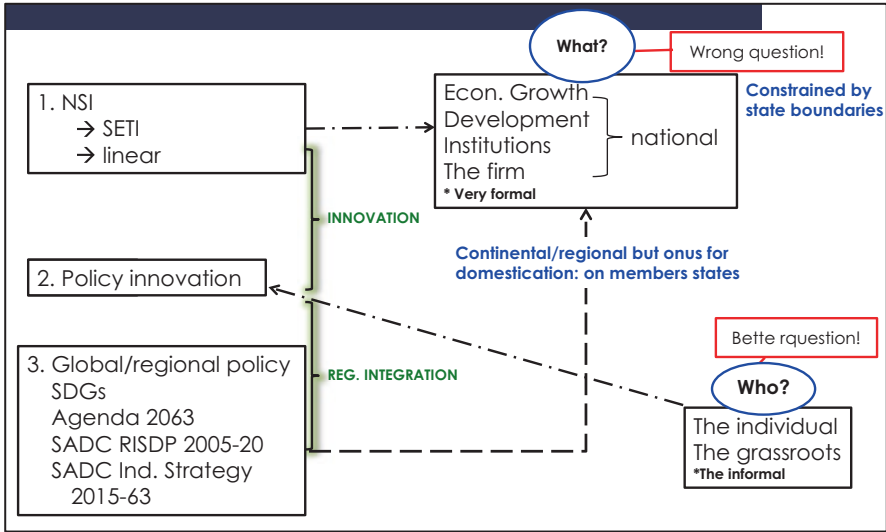 What?
Wrong question!
1. NSI
→ SETI
→ linear
Econ. Growth
Development
Institutions
The firm
* Very formal
national
Constrained by
state boundaries
INNOVATION
Continental/regional but onus for
domestication: on members states
2. Policy innovation
Bette rquestion!
3. Global/regional policy
SDGs
Agenda 2063
SADC RISDP 2005-20
SADC Ind. Strategy
2015-63
REG. INTEGRATION
Who?
The individual
The grassroots
*The informal